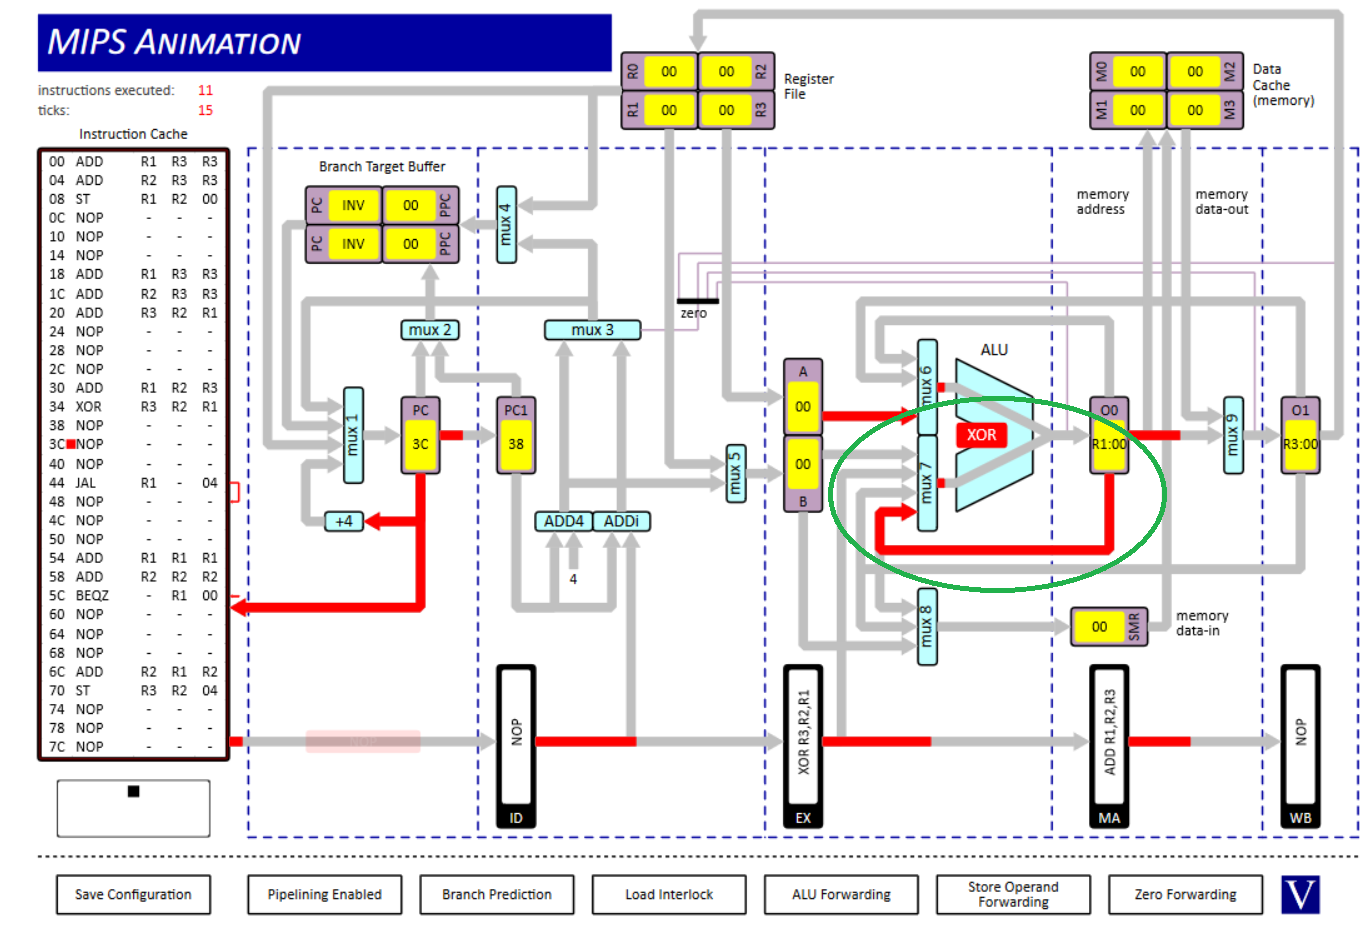 MIPS ANIMATION
instructions executed: 11
ticks: 15
Instruction Cache
00 ADD R1 R3 R3
04 ADD R2 R3 R3
08 ST R1 R2 00
0C NOP - - -
10 NOP - - -
14 NOP - - -
18 ADD R1 R3 R3
1C ADD R2 R3 R3
20 ADD R3 R2 R1
24 NOP - - -
28 NOP - - -
2C NOP - - -
30 ADD R1 R2 R3
34 XOR R3 R2 R1
38 NOP - - -
3C NOP - - -
40 NOP - - -
44 JAL R1 - 04
48 NOP - - -
4C NOP - - -
50 NOP - - -
54 ADD R1 R1 R1
58 ADD R2 R2 R2
5C BEQZ - R1 00
60 NOP - - -
64 NOP - - -
68 NOP - - -
6C ADD R2 R1 R2
70 ST R3 R2 04
74 NOP - - -
78 NOP - - -
7C NOP - - -
R0 00 00 R2
R1 00 00 R3
Register
File
M0 00 00 M2
M1 00 00 M3
Data
Cache
(memory)
Branch Target Buffer
PC INV 00 PPC
PC INV 00 PPC
mux 4
memory
address
memory
data-out
zero
mux 2
mux 3
mux 1
PC
3C
PC1
38
+4
ADD4
ADDi
4
mux 5
A
00
00
B
mux 6
mux 7
ALU
XOR
O0
R1:00
mux 9
O1
R3:00
mux 8
00 SMR
memory
data-in
NOP
NOP
ID
XOR R3,R2,R1
EX
ADD R1,R2,R3
MA
NOP
WB
Save Configuration
Pipelining Enabled
Branch Prediction
Load Interlock
ALU Forwarding
Store Operand
Forwarding
Zero Forwarding
V